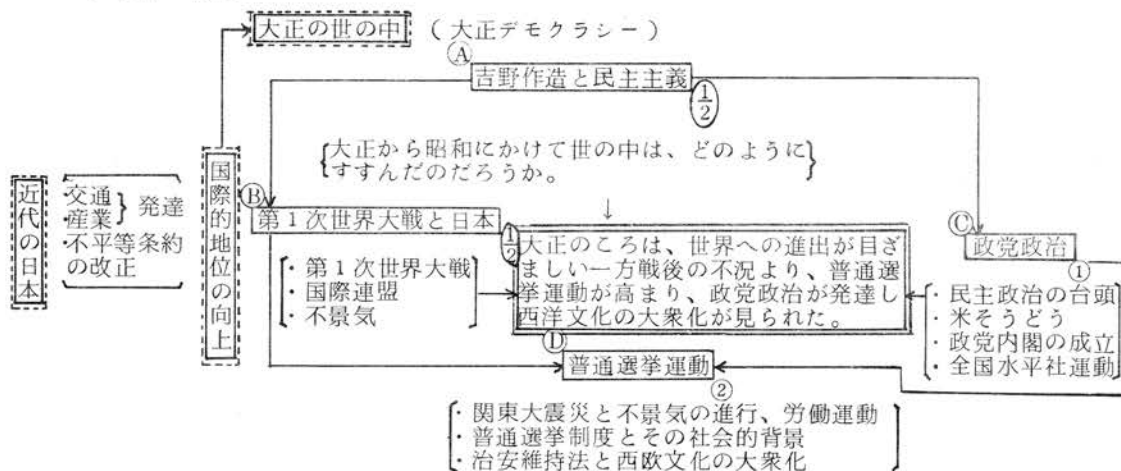 大正の世の中 (大正デモクラシー)
Ⓐ
吉野作造と民主主義
1/2
大正から昭和にかけて世の中は、どのように
すすんだのだろうか。
近代の日本
・交通
・産業
発達
・不平等条約
の改正
国際的地位の向上
Ⓑ
第1次世界大戦と日本
1/2
・第1次世界大戦
・国際連盟
・不景気
↓
大正のころは、世界への進出が目ざ
ましい一方戦後の不況より、普通選
挙運動が高まり、政党政治が発達し
西洋文化の大衆化が見られた。
Ⓒ
政党政治
①
・民主政治の台頭
・米そうどう
・政党内閣の成立
・全国水平社運動
Ⓓ
普通選挙運動
②
・関東大震災と不景気の進行、労働運動
・普通選挙制度とその社会的背景
・治安維持法と西欧文化の大衆化